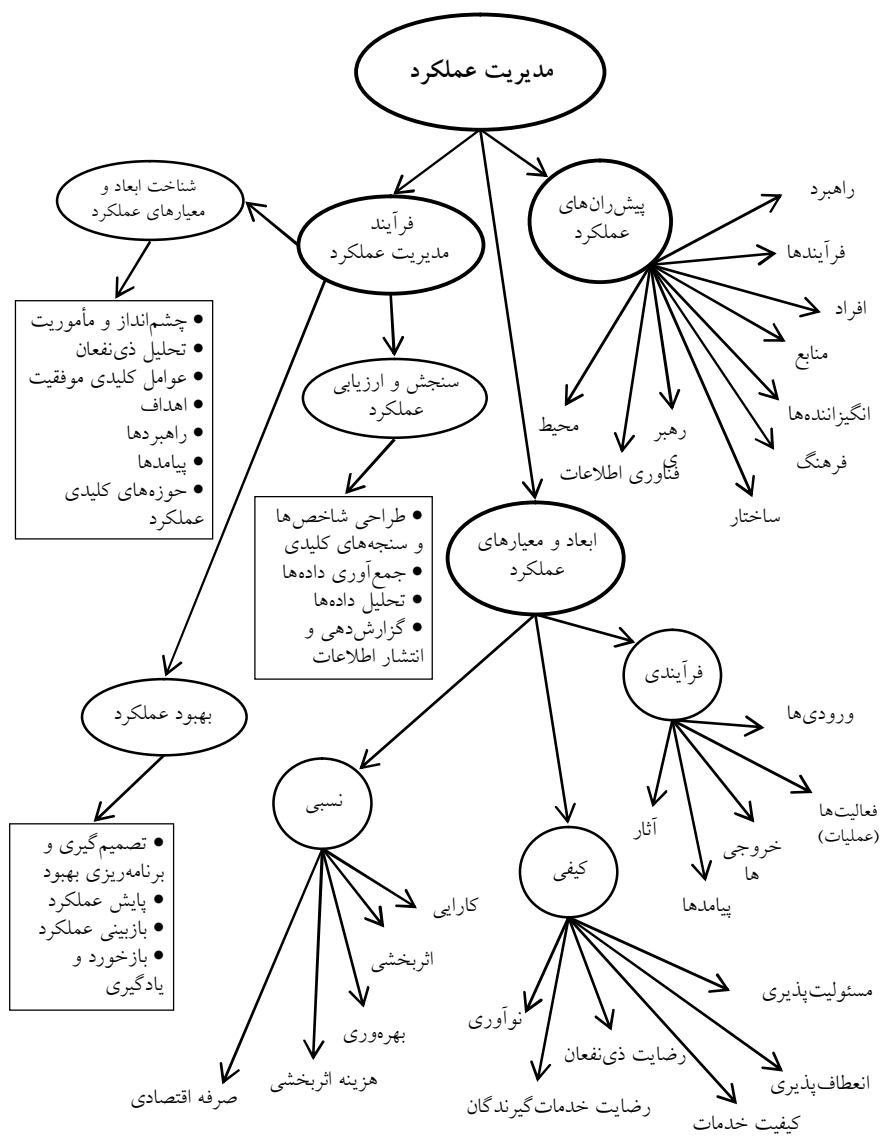 مدیریت عملکرد
پیش‌ران‌های
عملکرد
راهبرد
فرآیندها
افراد
منابع
انگیزاننده‌ها
فرهنگ
ساختار
رهبر
ی
فناوری اطلاعات
محیط
فرآیند
مدیریت عملکرد
شناخت ابعاد و
معیارهای عملکرد
● چشم‌انداز و مأموریت
● تحلیل ذی‌نفعان
● عوامل کلیدی موفقیت
● اهداف
● راهبردها
● پیامدها
● حوزه‌های کلیدی
عملکرد
سنجش و ارزیابی
عملکرد
● طراحی شاخص‌ها
و سنجه‌های کلیدی
● جمع‌آوری داده‌ها
● تحلیل داده‌ها
● گزارش‌دهی و
انتشار اطلاعات
بهبود عملکرد
● تصمیم‌گیری و
برنامه‌ریزی بهبود
● پایش عملکرد
● بازبینی عملکرد
● بازخورد و
یادگیری
ابعاد و معیارهای
عملکرد
فرآیندی
ورودی‌ها
فعالیت‌ها
(عملیات)
خروجی
ها
پیامدها
آثار
کیفی
مسئولیت‌پذیری
انعطاف‌پذیری
کیفیت خدمات
رضایت ذی‌نفعان
رضایت خدمات‌گیرندگان
نوآوری
نسبی
کارایی
اثربخشی
بهره‌وری
هزینه اثربخشی
صرفه اقتصادی